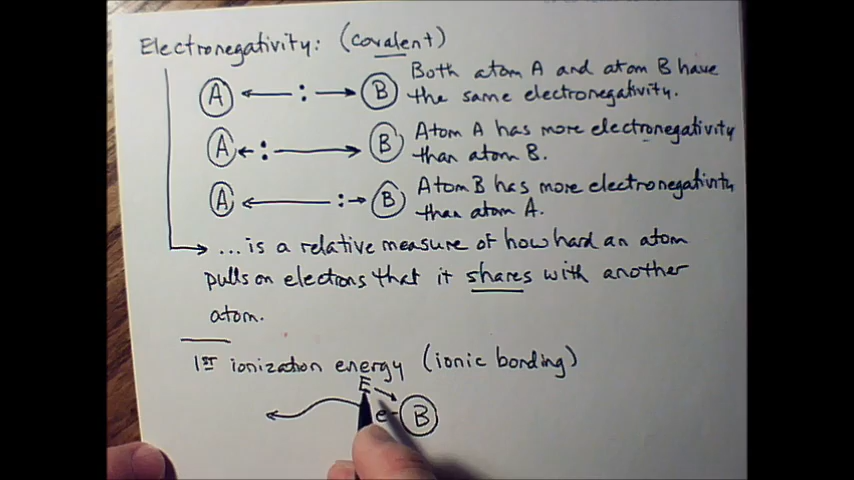 Electronegativity: (covalent)
A : B Both atom A and atom B have
the same electronegativity.
A : B Atom A has more electronegativity
than atom B.
A : B Atom B has more electronegativity
than atom A.
... is a relative measure of how hard an atom
pulls on electrons that it shares with another
atom.
1ST ionization energy (ionic bonding)
E
e- B